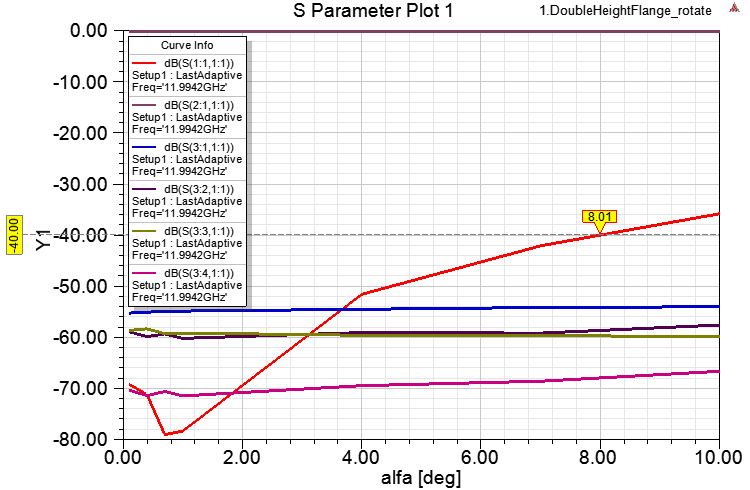 S Parameter Plot 1
1.DoubleHeightFlange_rotate
0.00
-10.00
-20.00
-30.00
-40.00
-50.00
-60.00
-70.00
-80.00
Y1
-40.00
Curve Info
dB(S(1:1,1:1))
Setup1 : LastAdaptive
Freq='11.9942GHz'
dB(S(2:1,1:1))
Setup1 : LastAdaptive
Freq='11.9942GHz'
dB(S(3:1,1:1))
Setup1 : LastAdaptive
Freq='11.9942GHz'
dB(S(3:2,1:1))
Setup1 : LastAdaptive
Freq='11.9942GHz'
dB(S(3:3,1:1))
Setup1 : LastAdaptive
Freq='11.9942GHz'
dB(S(3:4,1:1))
Setup1 : LastAdaptive
Freq='11.9942GHz'
8.01
0.00 2.00 4.00 6.00 8.00 10.00
alfa [deg]